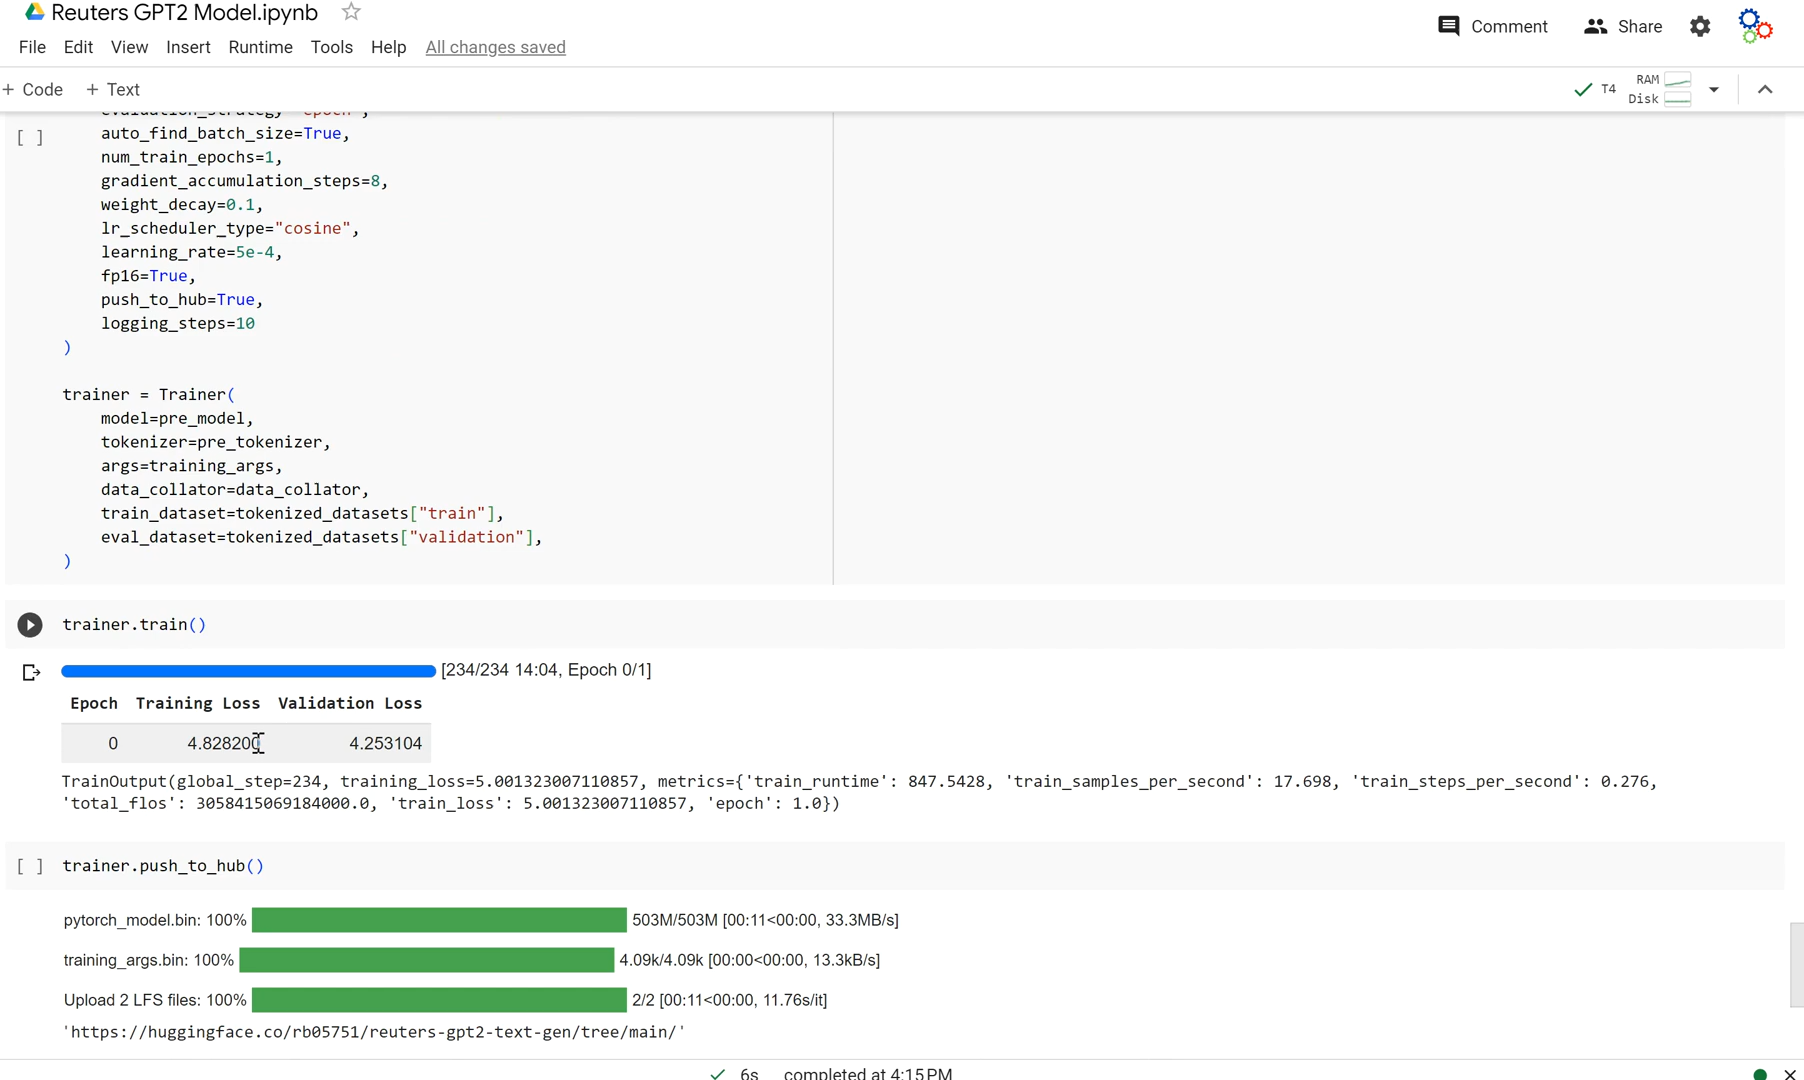 Reuters GPT2 Model.ipynb
Comment
Share
File Edit View Insert Runtime Tools Help All changes saved
+ Code + Text
T4
RAM
Disk
evaluation_strategy="epoch",
[ ]
auto_find_batch_size=True,
num_train_epochs=1,
gradient_accumulation_steps=8,
weight_decay=0.1,
lr_scheduler_type="cosine",
learning_rate=5e-4,
fp16=True,
push_to_hub=True,
logging_steps=10
)
trainer = Trainer(
model=pre_model,
tokenizer=pre_tokenizer,
args=training_args,
data_collator=data_collator,
train_dataset=tokenized_datasets["train"],
eval_dataset=tokenized_datasets["validation"],
)
trainer.train()
[234/234 14:04, Epoch 0/1]
Epoch Training Loss Validation Loss
0 4.828200 4.253104
TrainOutput(global_step=234, training_loss=5.001323007110857, metrics={'train_runtime': 847.5428, 'train_samples_per_second': 17.698, 'train_steps_per_second': 0.276,
'total_flos': 3058415069184000.0, 'train_loss': 5.001323007110857, 'epoch': 1.0})
[ ] trainer.push_to_hub()
pytorch_model.bin: 100% 503M/503M [00:11<00:00, 33.3MB/s]
training_args.bin: 100% 4.09k/4.09k [00:00<00:00, 13.3kB/s]
Upload 2 LFS files: 100% 2/2 [00:11<00:00, 11.76s/it]
'https://huggingface.co/rb05751/reuters-gpt2-text-gen/tree/main/'
6s completed at 4:15 PM